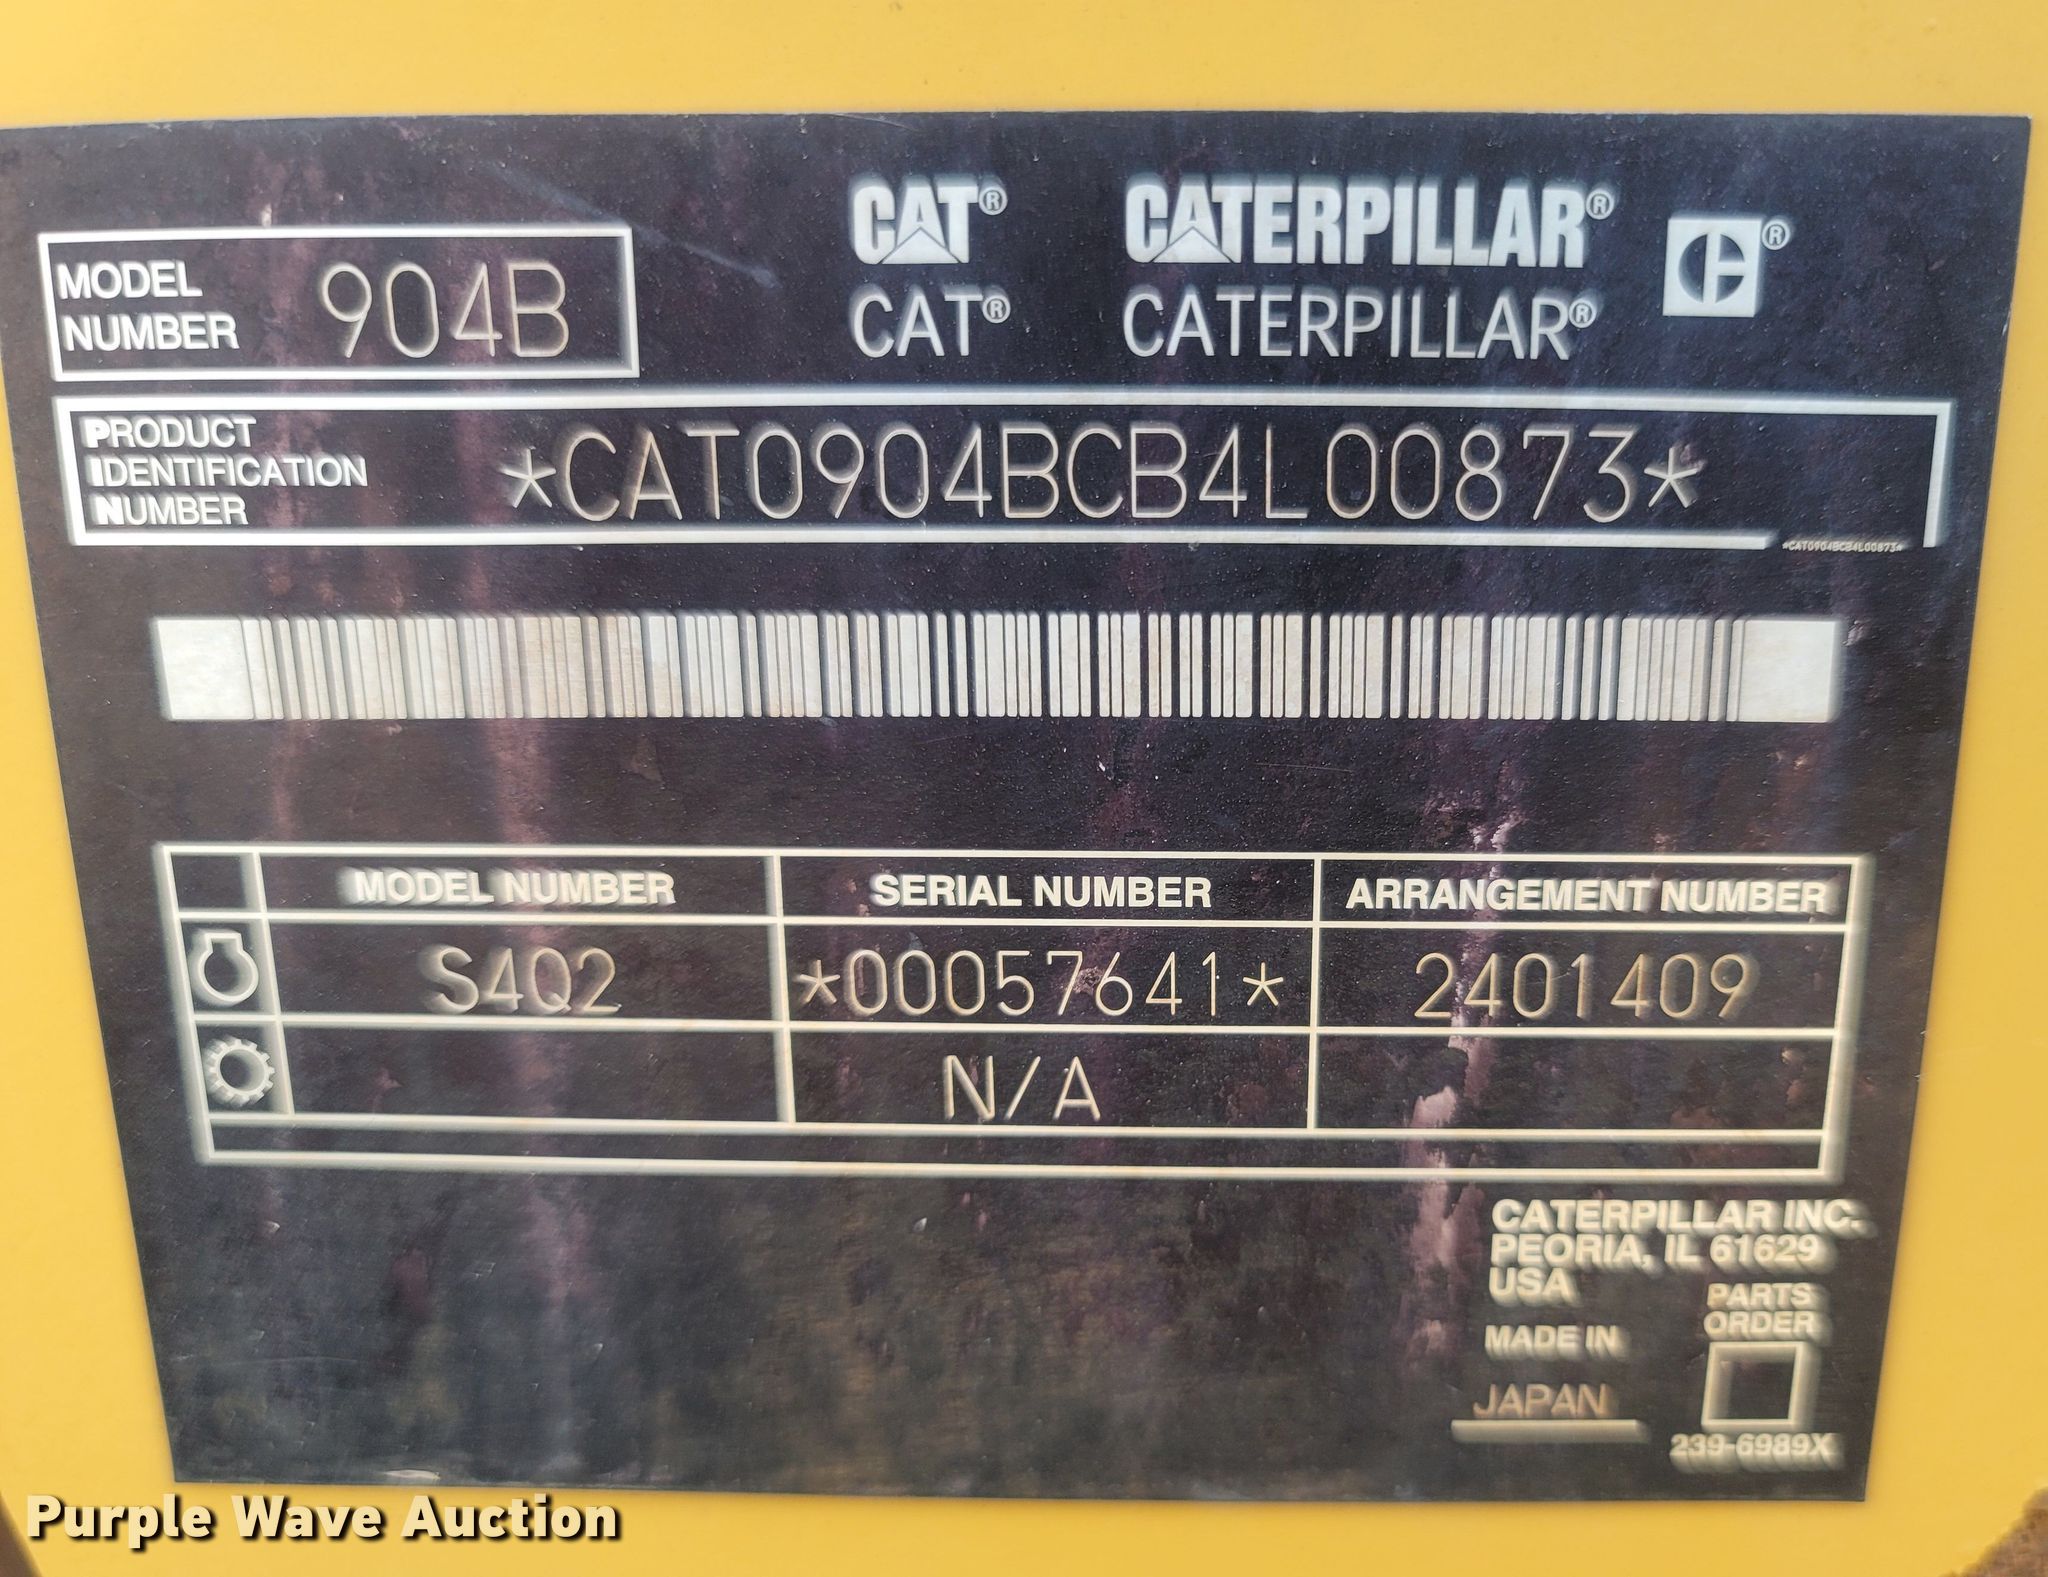 CAT® CATERPILLAR® ®
CAT® CATERPILLAR®
MODEL
NUMBER 904B
PRODUCT
IDENTIFICATION
NUMBER
*CAT0904BCB4L00873*
*CAT0904BCB4L00873*
MODEL NUMBER SERIAL NUMBER ARRANGEMENT NUMBER
S4Q2 *00057641* 2401409
N/A
CATERPILLAR INC.
PEORIA, IL 61629
USA
PARTS
ORDER
MADE IN
JAPAN
239-6989X
Purple Wave Auction